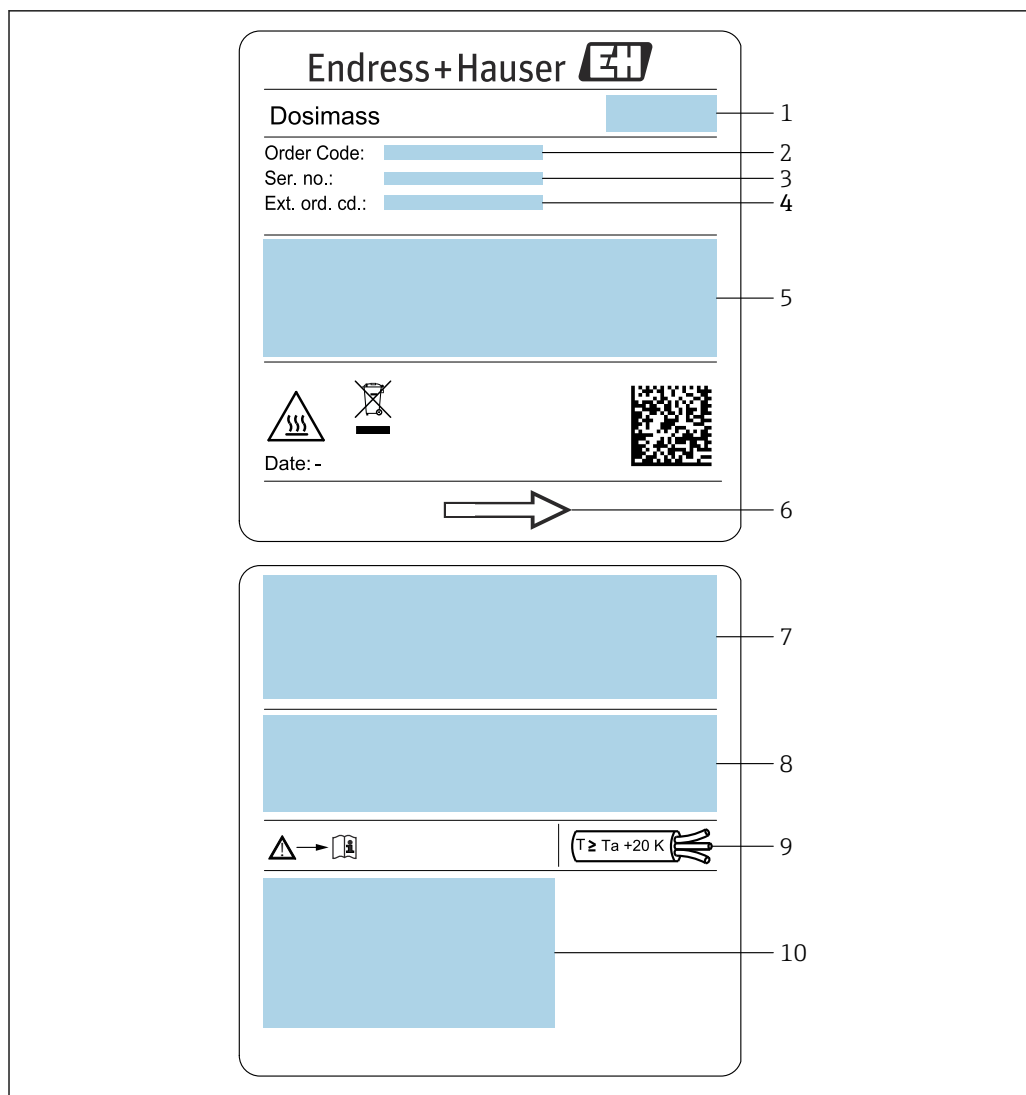 Endress+Hauser EH
Dosimass
1
Order Code:
2
Ser. no.:
3
Ext. ord. cd.:
4
5
Date: -
6
7
8
T ≥ Ta +20 K
9
10